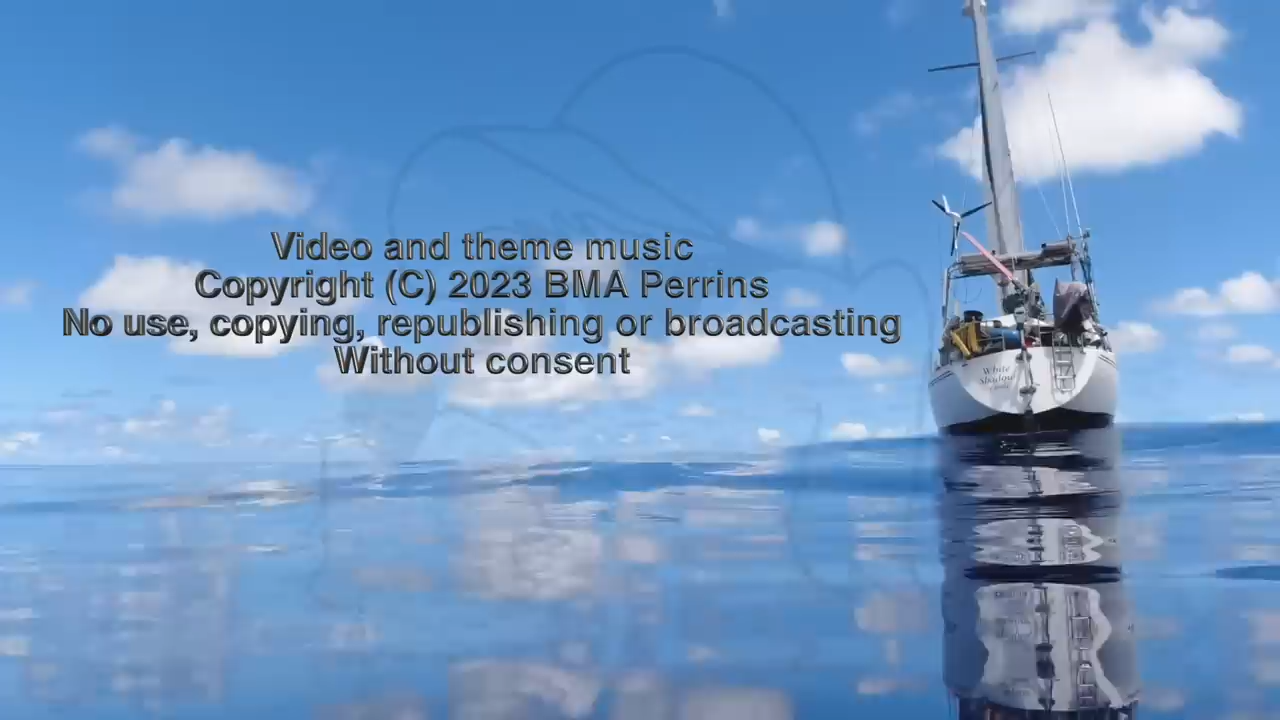 Video and theme music
Copyright (C) 2023 BMA Perrins
No use, copying, republishing or broadcasting
Without consent
White
Shadow